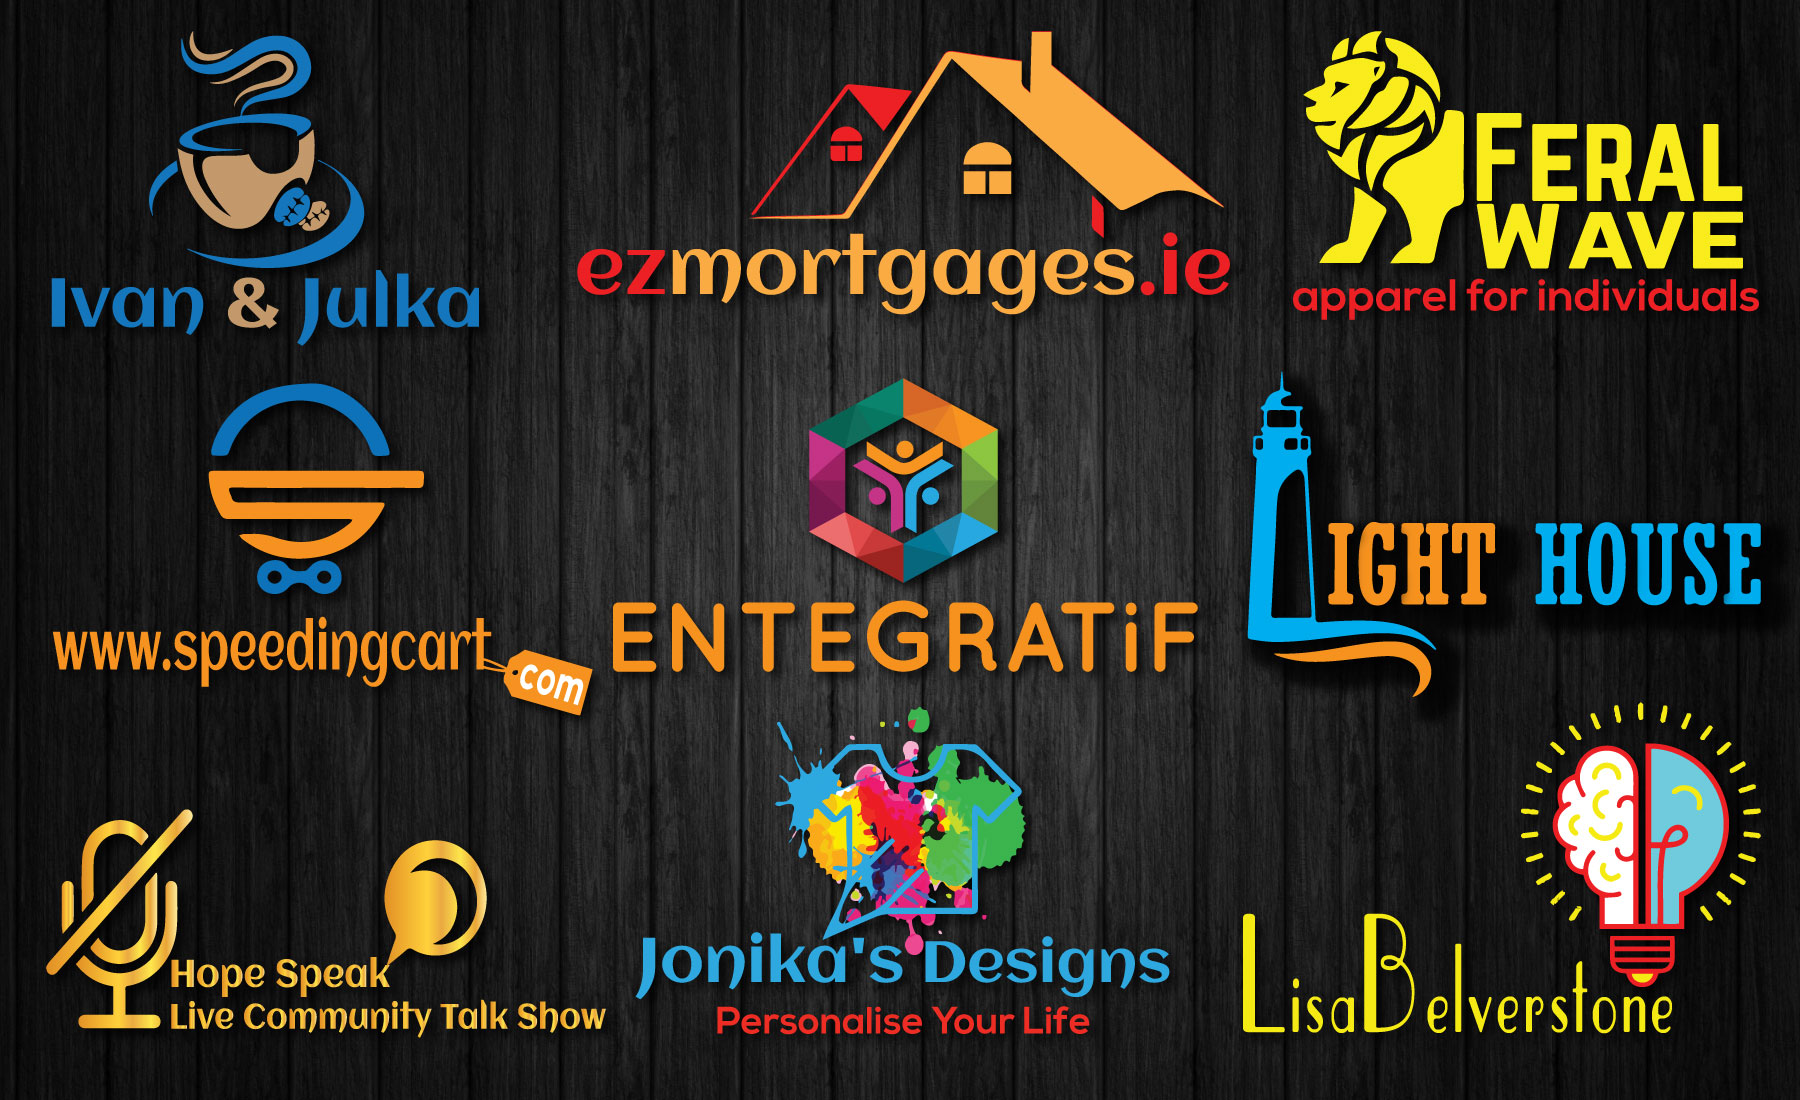 Ivan & Julka
ezmortgages.ie
FERAL
WAVE
apparel for individuals
www.speedingcart
com
ENTEGRATiF
LIGHT HOUSE
Hope Speak
Live Community Talk Show
Jonika's Designs
Personalise Your Life
LisaBelverstone